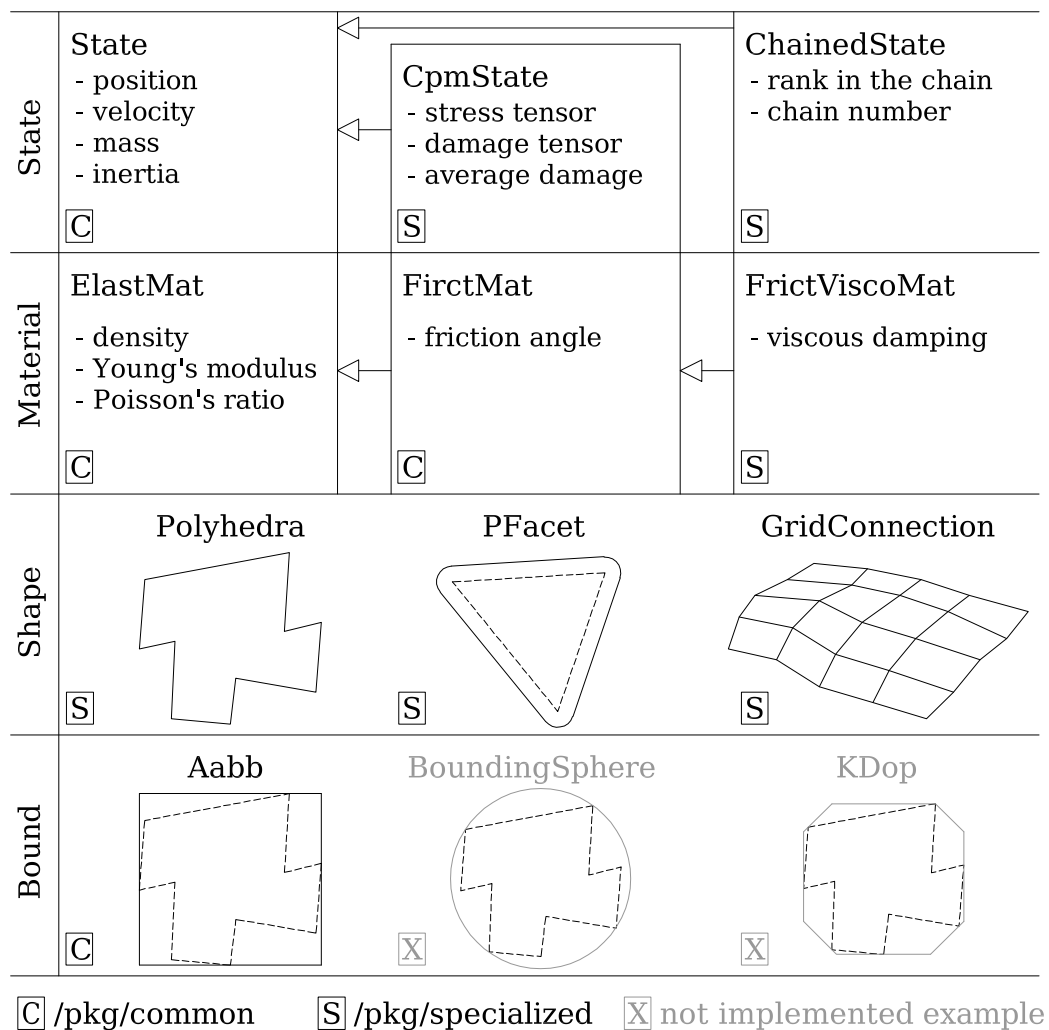 State
State
- position
- velocity
- mass
- inertia
C
CpmState
- stress tensor
- damage tensor
- average damage
S
ChainedState
- rank in the chain
- chain number
S
Material
ElastMat
- density
- Young's modulus
- Poisson's ratio
C
FirctMat
- friction angle
C
FrictViscoMat
- viscous damping
S
Shape
Polyhedra
S
PFacet
S
GridConnection
S
Bound
Aabb
C
BoundingSphere
X
KDop
X
C /pkg/common S /pkg/specialized X not implemented example